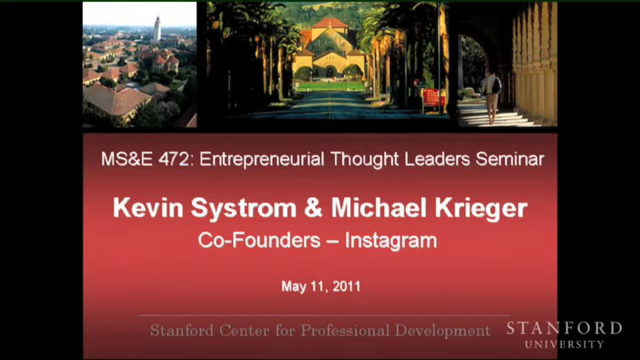 MS&E 472: Entrepreneurial Thought Leaders Seminar
Kevin Systrom & Michael Krieger
Co-Founders – Instagram
May 11, 2011
Stanford Center for Professional Development
STANFORD
UNIVERSITY